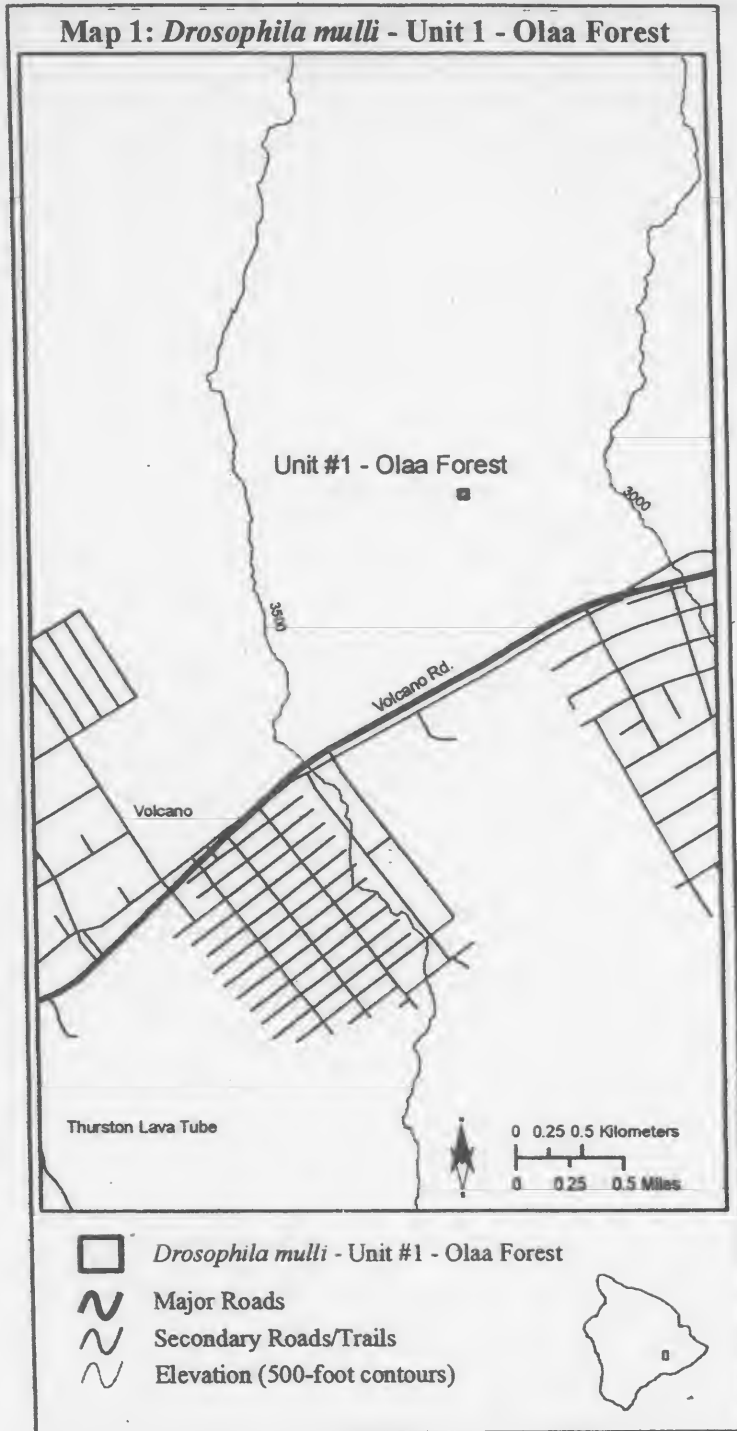 Map 1: Drosophila mulli - Unit 1 - Olaa Forest
Unit #1 - Olaa Forest
3000
3500
Volcano Rd.
Volcano
Thurston Lava Tube
0 0.25 0.5 Kilometers
0 0.25 0.5 Miles
Drosophila mulli - Unit #1 - Olaa Forest
Major Roads
Secondary Roads/Trails
Elevation (500-foot contours)